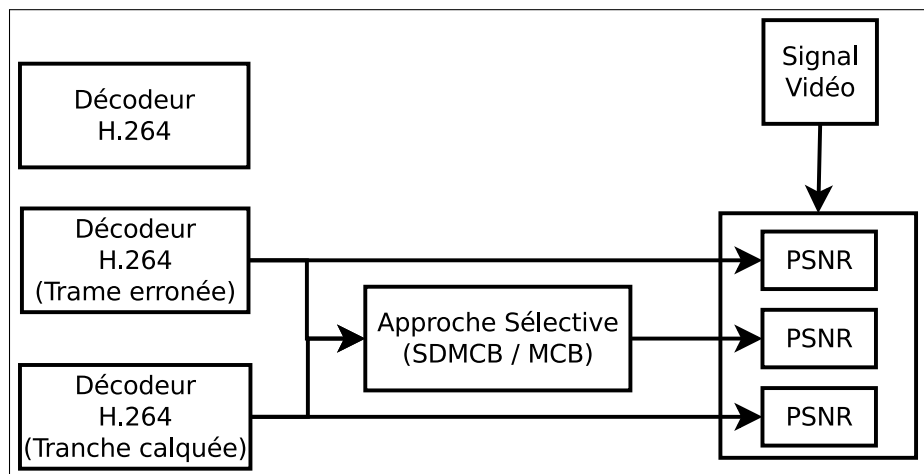 Signal
Vidéo
Décodeur
H.264
Décodeur
H.264
(Trame erronée)
PSNR
Approche Sélective
(SDMCB / MCB)
PSNR
Décodeur
H.264
(Tranche calquée)
PSNR